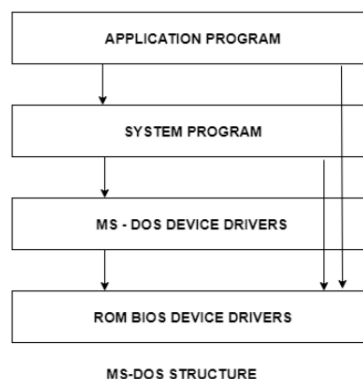 APPLICATION PROGRAM
SYSTEM PROGRAM
MS - DOS DEVICE DRIVERS
ROM BIOS DEVICE DRIVERS
MS-DOS STRUCTURE